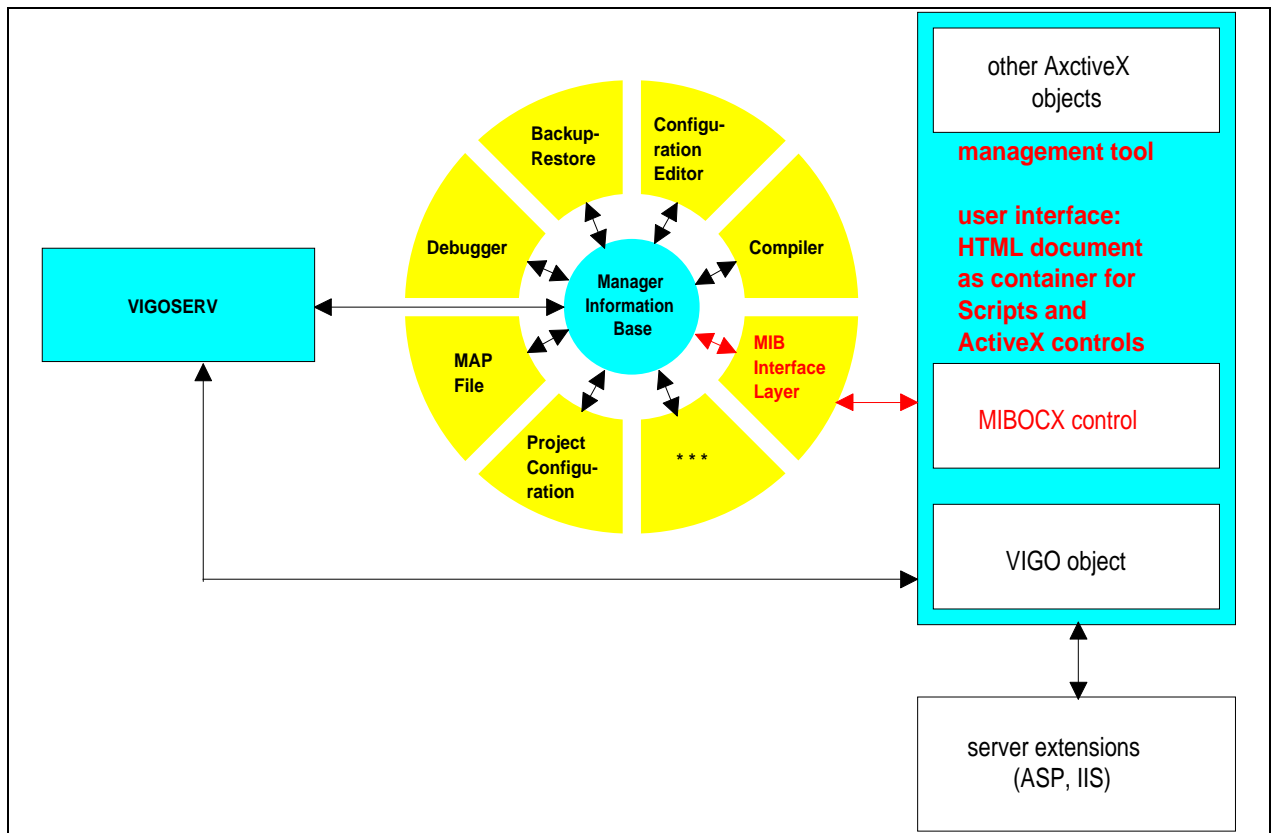 other AxctiveX
objects
management tool
user interface:
HTML document
as container for
Scripts and
ActiveX controls
MIBOCX control
VIGO object
server extensions
(ASP, IIS)
Backup-
Restore
Configu-
ration
Editor
Debugger
Compiler
Manager
Information
Base
VIGOSERV
MAP
File
MIB
Interface
Layer
Project
Configu-
ration
* * *